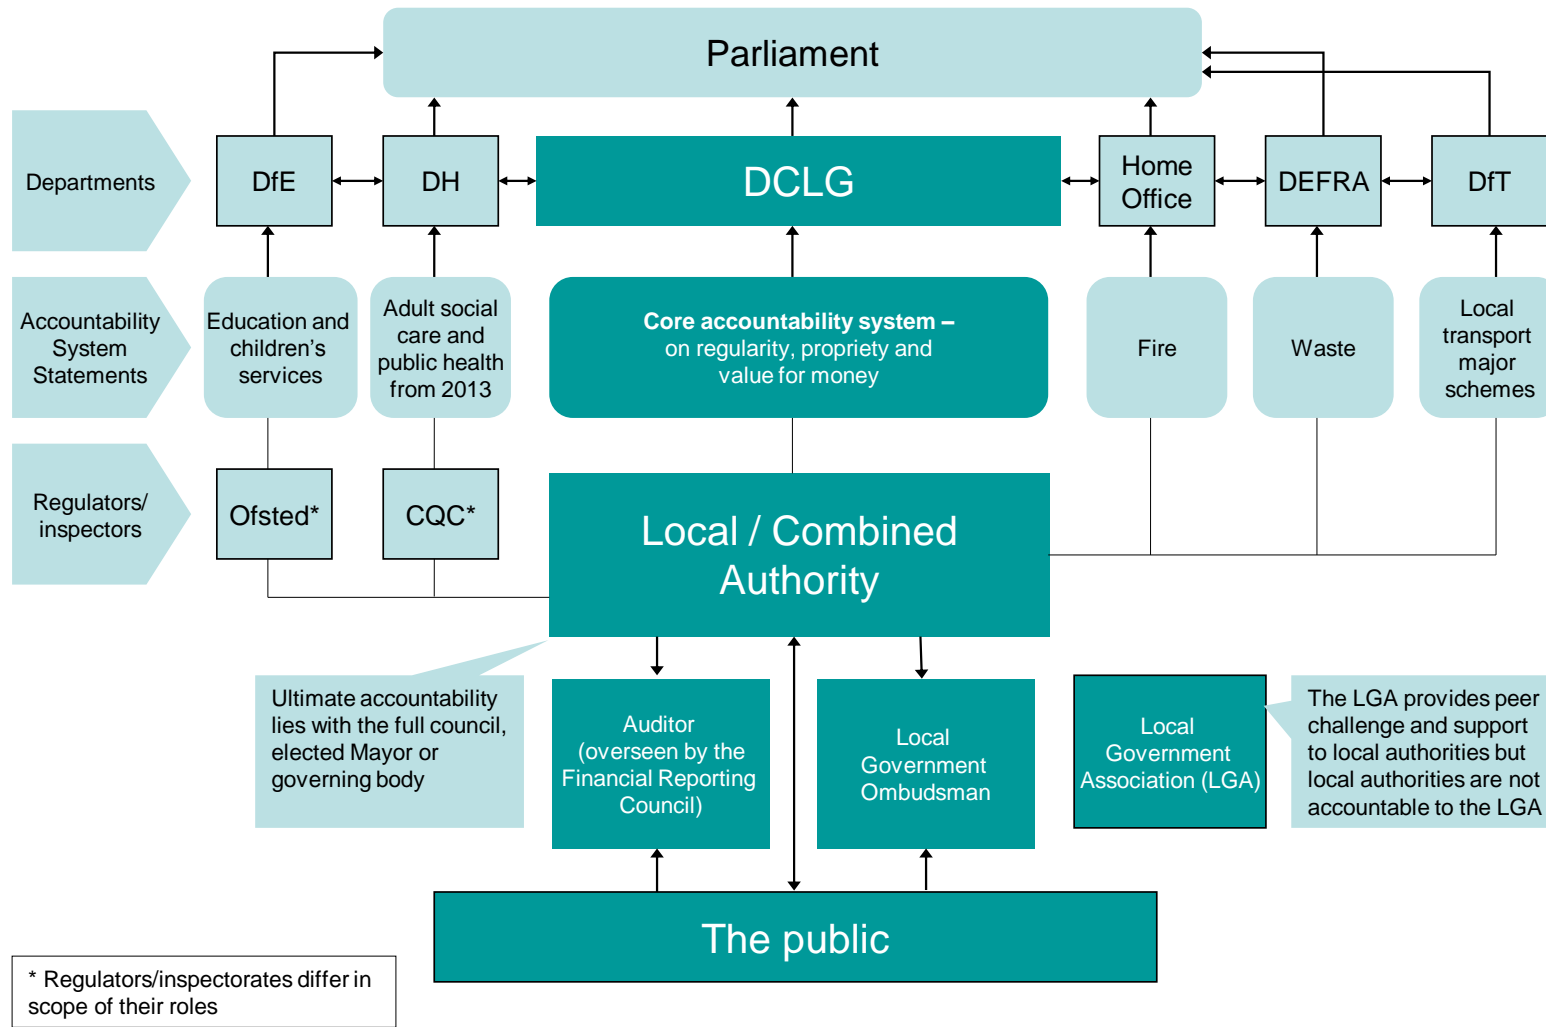 Parliament
Departments
DfE
DH
DCLG
Home
Office
DEFRA
DfT
Accountability
System
Statements
Education and
children’s
services
Adult social
care and
public health
from 2013
Core accountability system –
on regularity, propriety and
value for money
Fire
Waste
Local
transport
major
schemes
Regulators/
inspectors
Ofsted*
CQC*
Local / Combined
Authority
Ultimate accountability
lies with the full council,
elected Mayor or
governing body
Auditor
(overseen by the
Financial Reporting
Council)
Local
Government
Ombudsman
Local
Government
Association (LGA)
The LGA provides peer
challenge and support
to local authorities but
local authorities are not
accountable to the LGA
The public
* Regulators/inspectorates differ in
scope of their roles